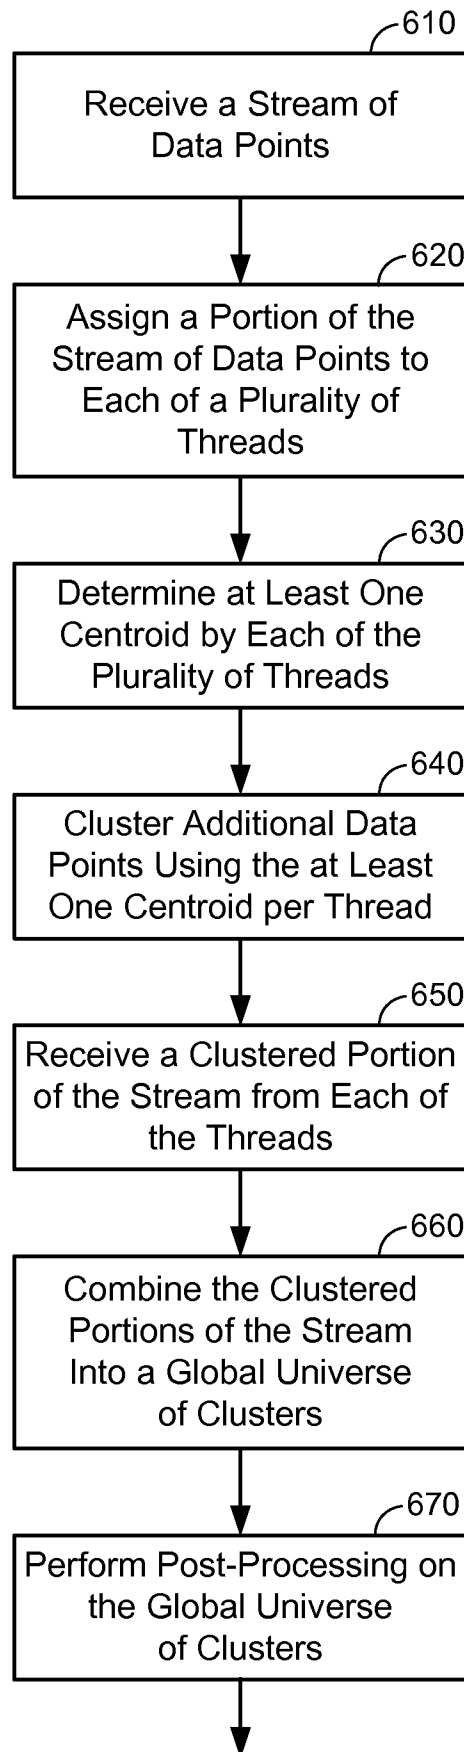 610
Receive a Stream of
Data Points
620
Assign a Portion of the
Stream of Data Points to
Each of a Plurality of
Threads
630
Determine at Least One
Centroid by Each of the
Plurality of Threads
640
Cluster Additional Data
Points Using the at Least
One Centroid per Thread
650
Receive a Clustered Portion
of the Stream from Each of
the Threads
660
Combine the Clustered
Portions of the Stream
Into a Global Universe
of Clusters
670
Perform Post-Processing on
the Global Universe
of Clusters